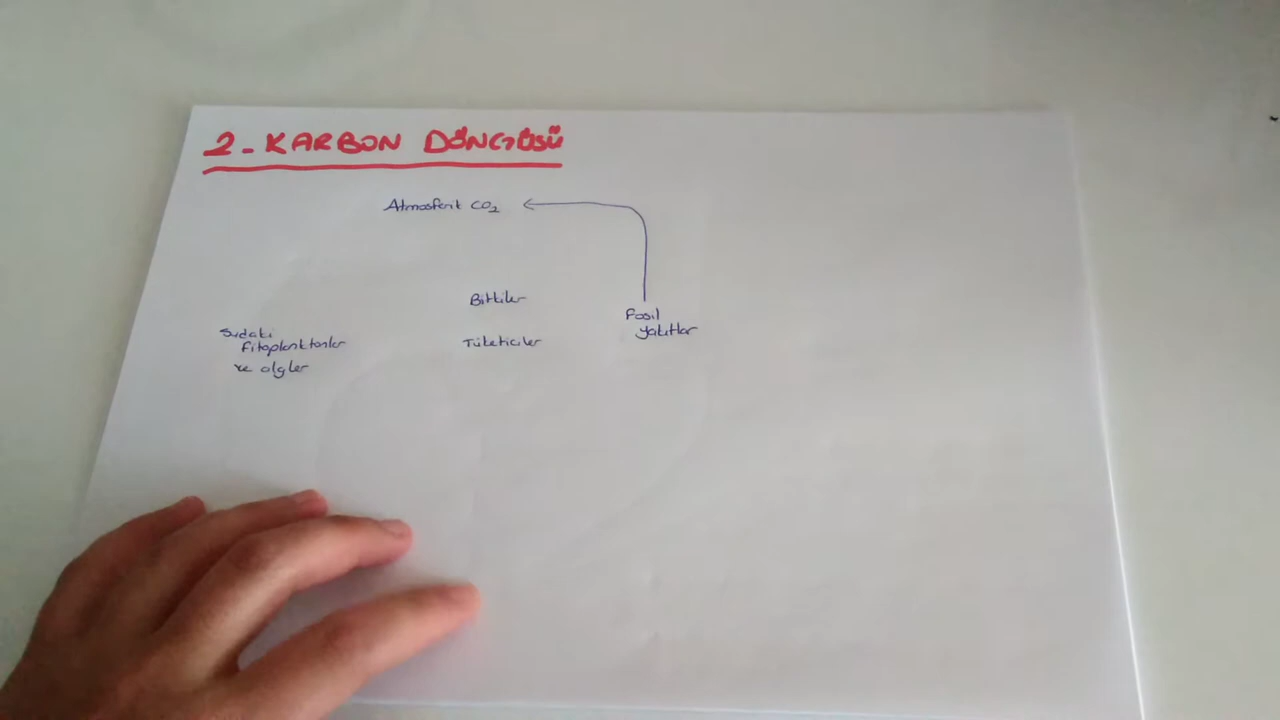 2- KARBON DÖNGÜSÜ
Atmosferik CO₂
Bitkiler
Fosil
yakıtlar
Sudaki
fitoplanktonlar
ve algler
Tüketiciler